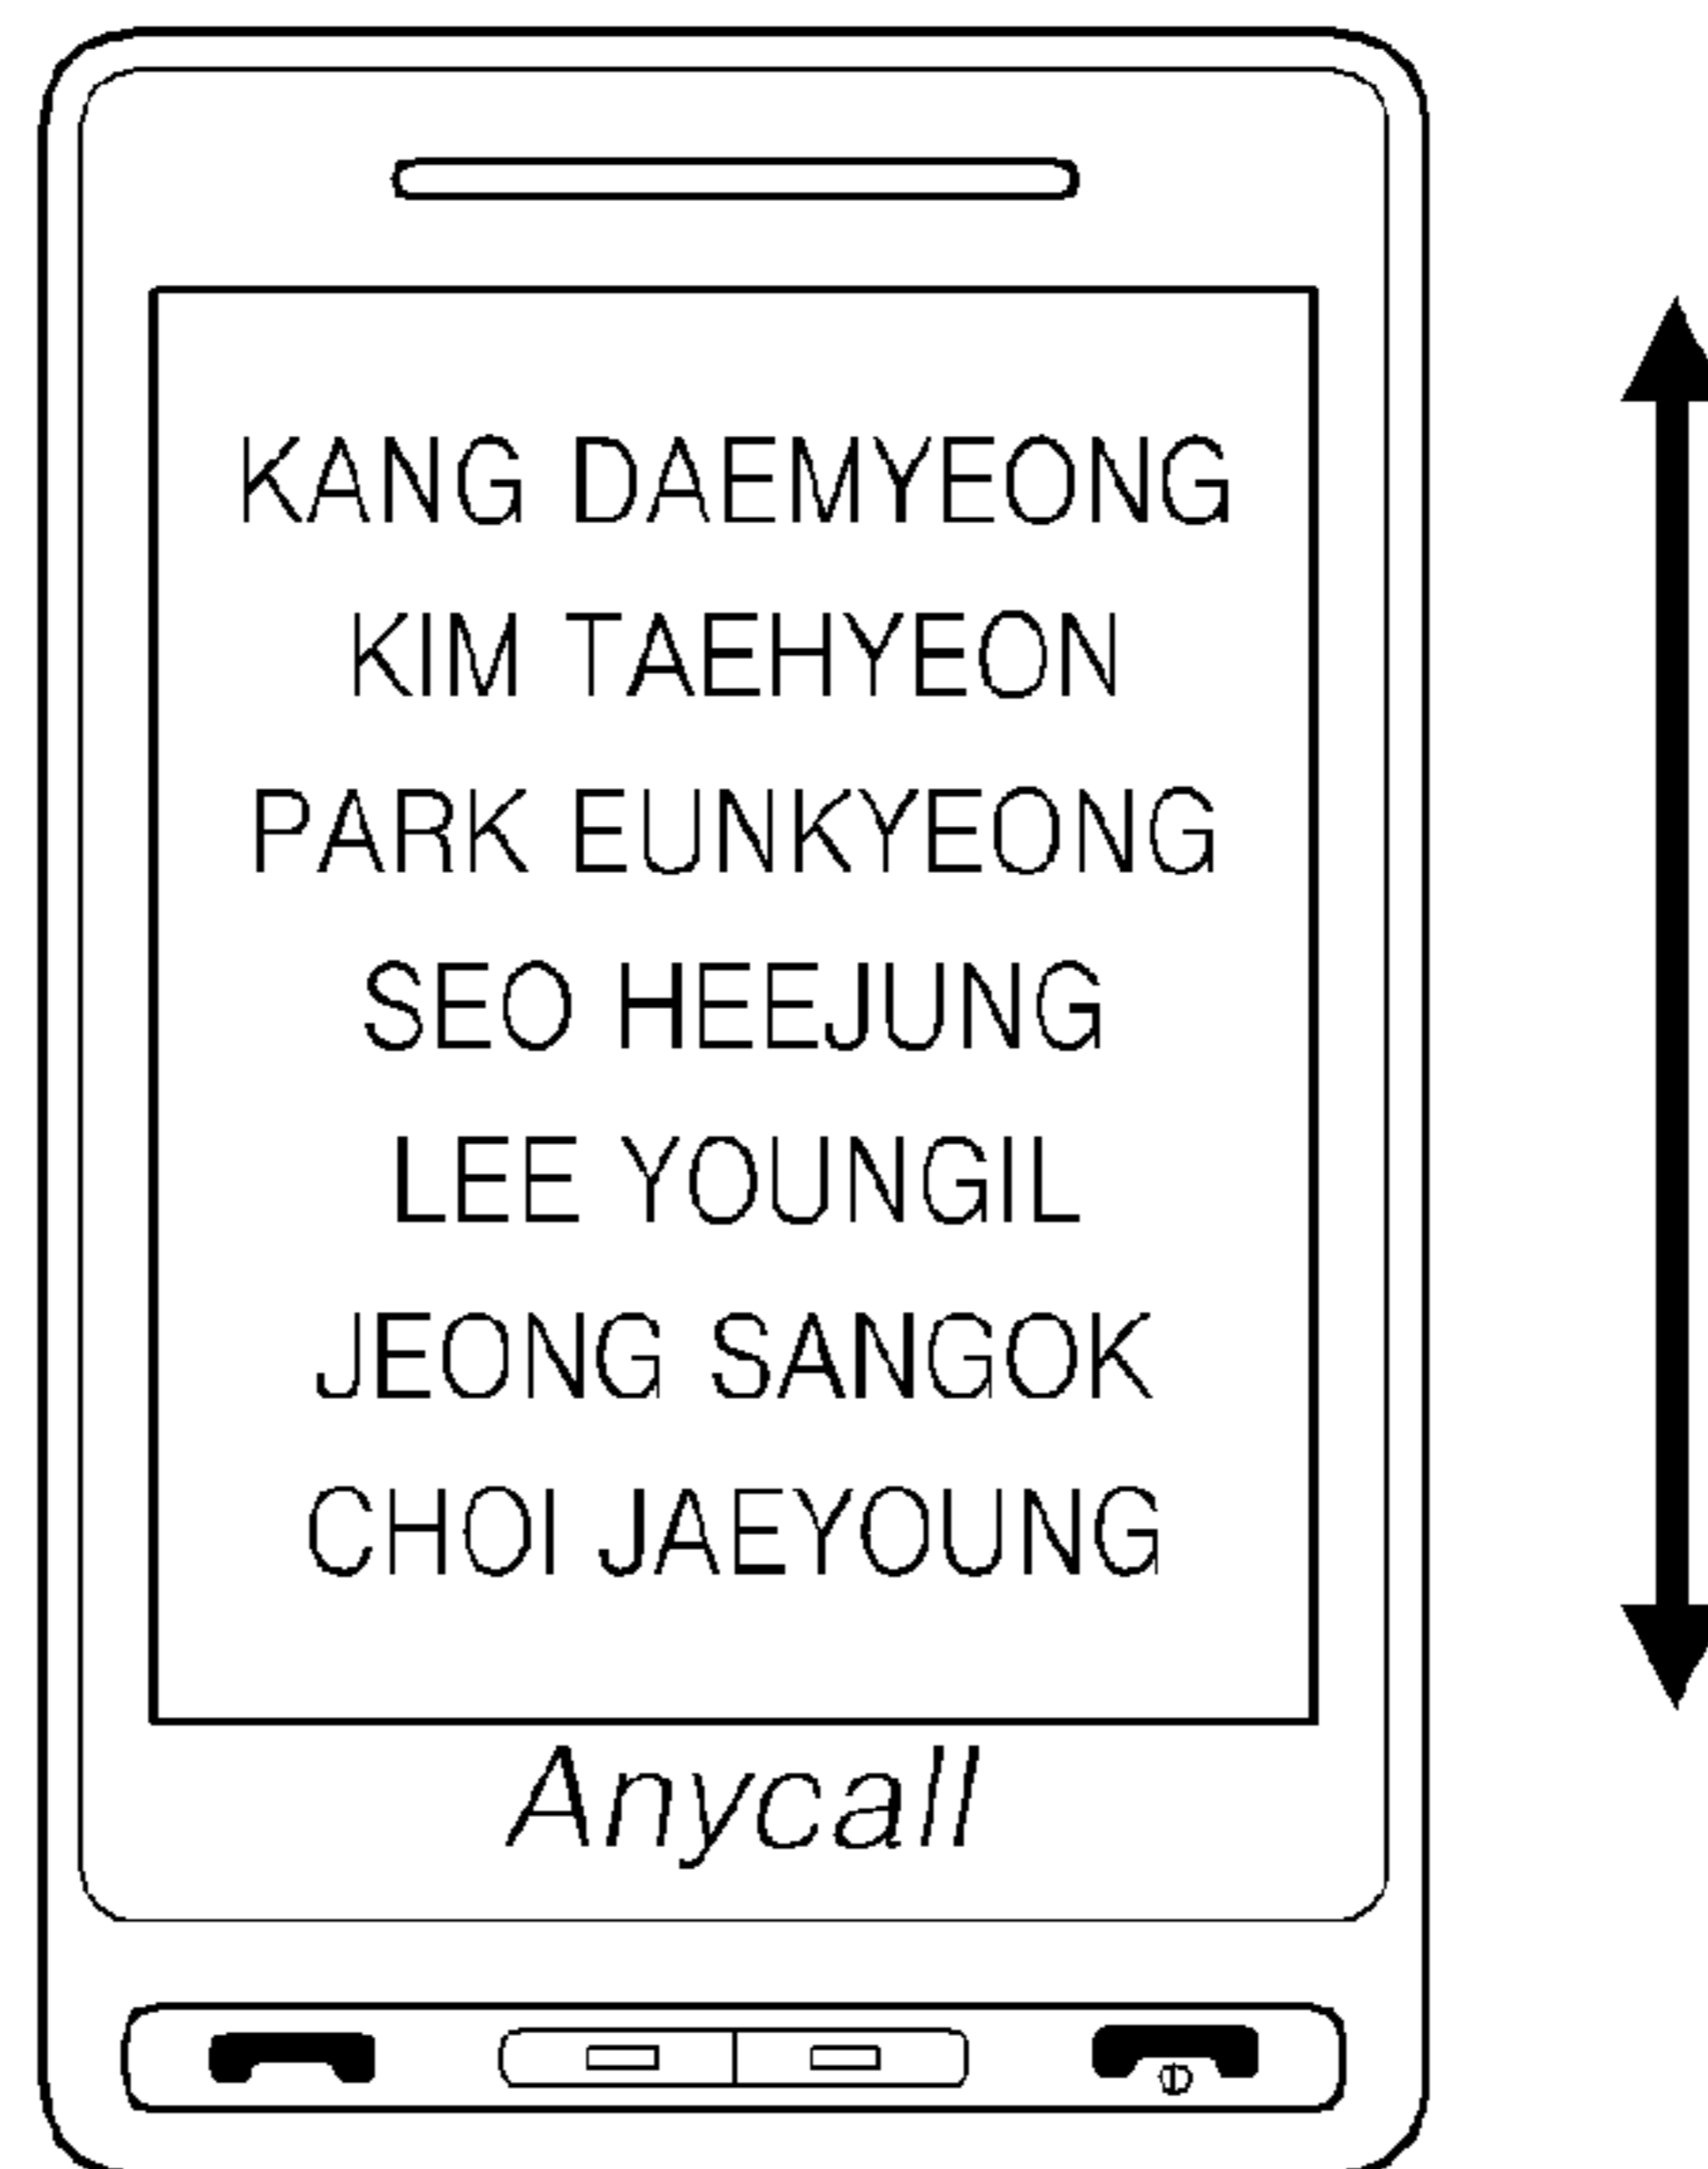 KANG DAEMYEONG
KIM TAEHYEON
PARK EUNKYEONG
SEO HEEJUNG
LEE YOUNGIL
JEONG SANGOK
CHOI JAEYOUNG
Anycall